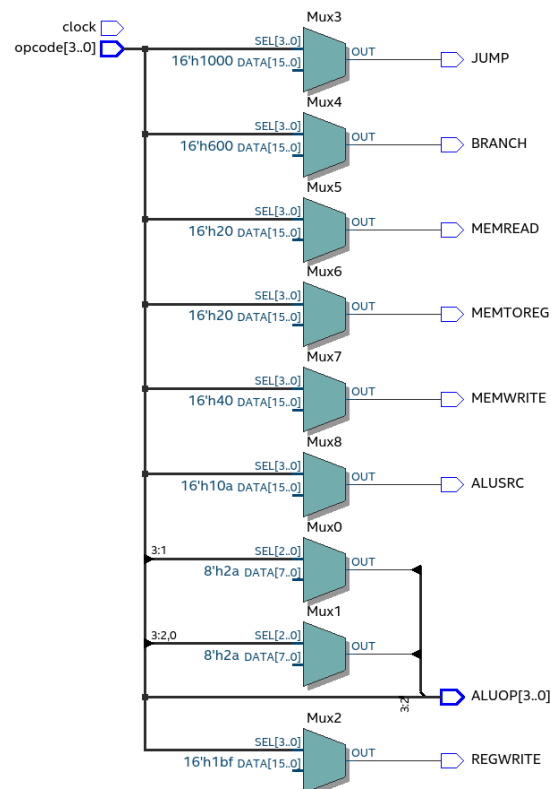 clock
opcode[3..0]
Mux3
SEL[3..0]
16'h1000 DATA[15..0]
OUT
JUMP
Mux4
SEL[3..0]
16'h600 DATA[15..0]
OUT
BRANCH
Mux5
SEL[3..0]
16'h20 DATA[15..0]
OUT
MEMREAD
Mux6
SEL[3..0]
16'h20 DATA[15..0]
OUT
MEMTOREG
Mux7
SEL[3..0]
16'h40 DATA[15..0]
OUT
MEMWRITE
Mux8
SEL[3..0]
16'h10a DATA[15..0]
OUT
ALUSRC
Mux0
3:1
SEL[2..0]
8'h2a DATA[7..0]
OUT
Mux1
3:2,0
SEL[2..0]
8'h2a DATA[7..0]
OUT
3:2
ALUOP[3..0]
Mux2
SEL[3..0]
16'h1bf DATA[15..0]
OUT
REGWRITE